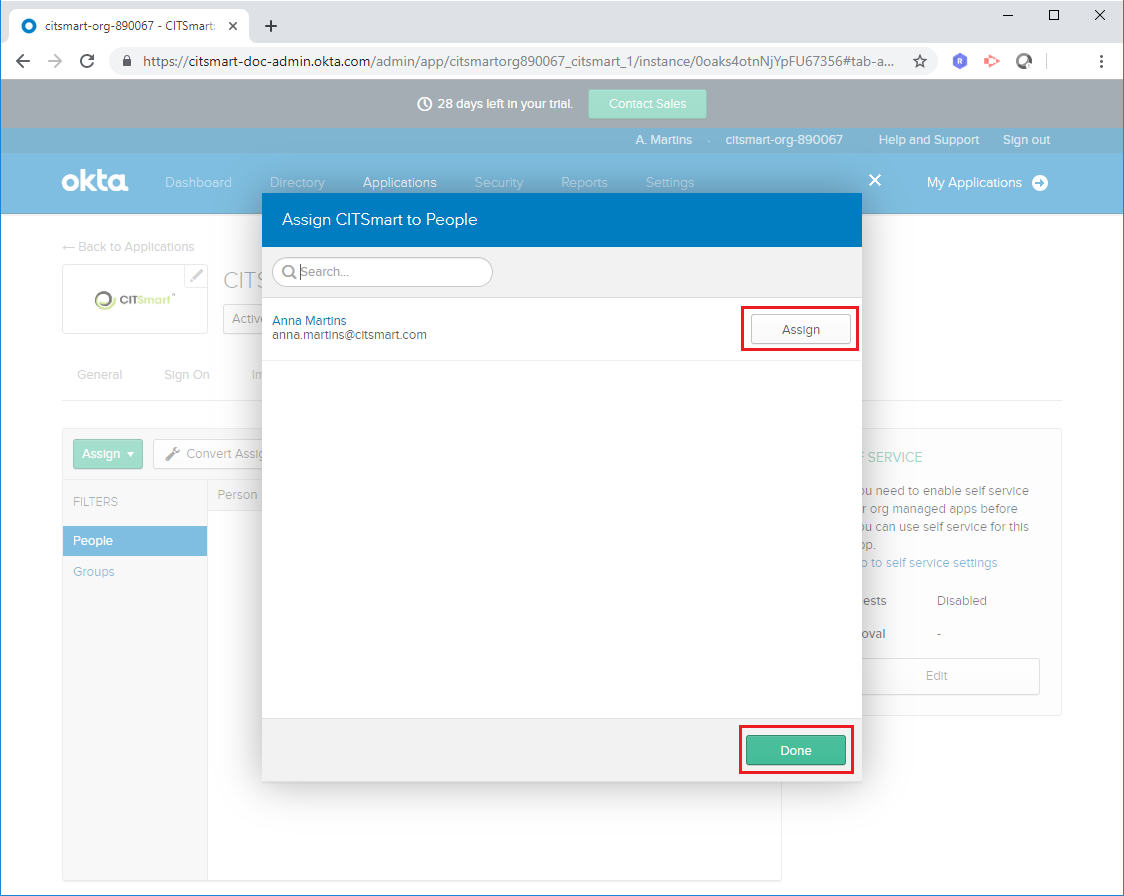 citsmart-org-890067 - CITSmart
https://citsmart-doc-admin.okta.com/admin/app/citsmartorg890067_citsmart_1/instance/0oaks4otnNjYpFU67356#tab-a...
R
28 days left in your trial.
Contact Sales
A. Martins
citsmart-org-890067
Help and Support
Sign out
okta
Dashboard
Directory
Applications
Security
Reports
Settings
My Applications
Assign CITSmart to People
← Back to Applications
CITSmart
CITS
Active
Search...
Anna Martins
anna.martins@citsmart.com
Assign
General
Sign On
Im
Assign
Convert Assig
FILTERS
Person
People
Groups
F SERVICE
ou need to enable self service
r org managed apps before
ou can use self service for this
pp.
o to self service settings
ests
Disabled
oval
-
Edit
Done